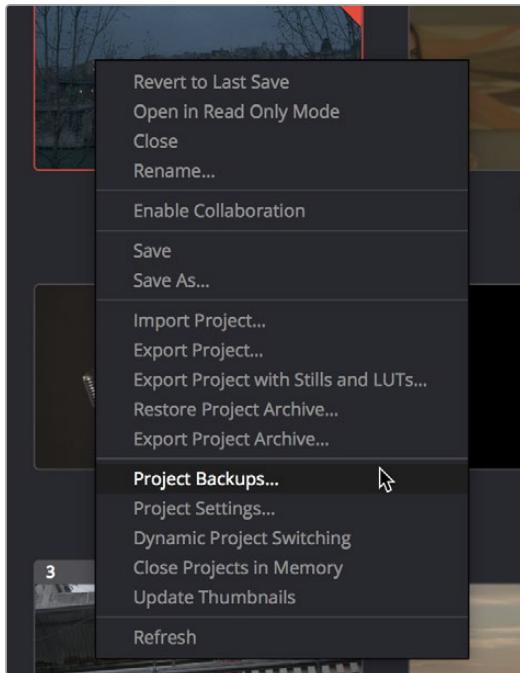 Revert to Last Save
Open in Read Only Mode
Close
Rename...
Enable Collaboration
Save
Save As...
Import Project...
Export Project...
Export Project with Stills and LUTs...
Restore Project Archive...
Export Project Archive...
Project Backups...
Project Settings...
Dynamic Project Switching
Close Projects in Memory
3
Update Thumbnails
Refresh